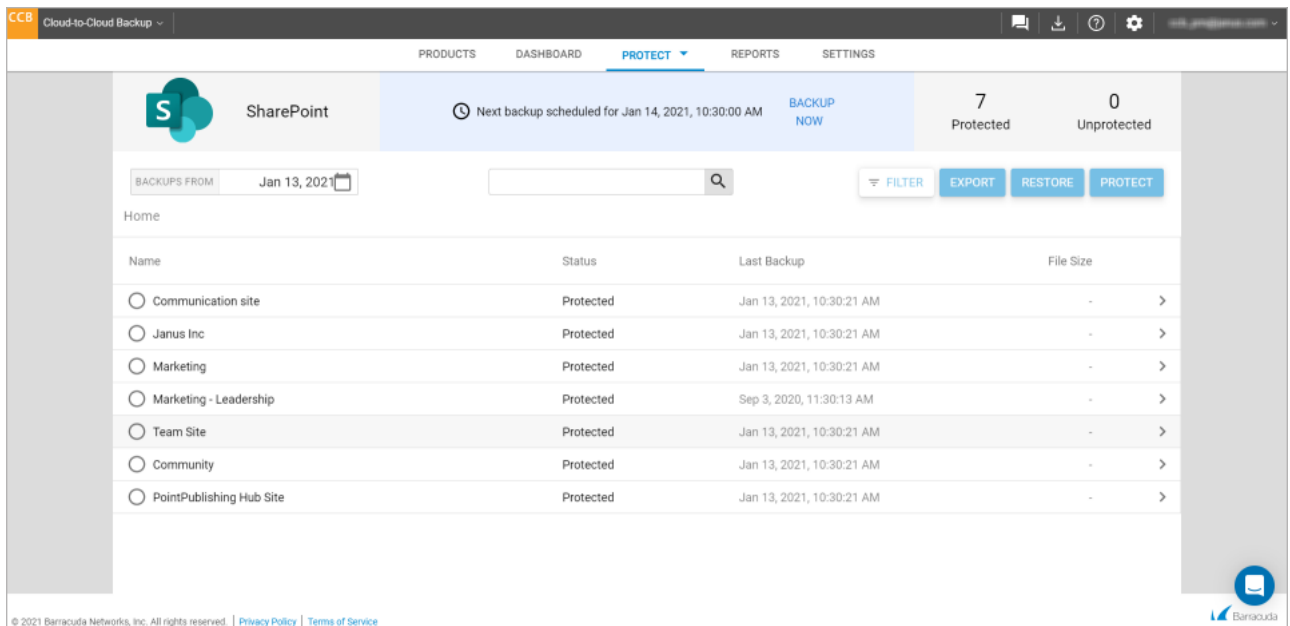 CCB Cloud-to-Cloud Backup
PRODUCTS DASHBOARD PROTECT REPORTS SETTINGS
S SharePoint
Next backup scheduled for Jan 14, 2021, 10:30:00 AM
BACKUP
NOW
7
Protected
0
Unprotected
BACKUPS FROM Jan 13, 2021
FILTER EXPORT RESTORE PROTECT
Home
Name Status Last Backup File Size
Communication site Protected Jan 13, 2021, 10:30:21 AM -
Janus Inc Protected Jan 13, 2021, 10:30:21 AM -
Marketing Protected Jan 13, 2021, 10:30:21 AM -
Marketing - Leadership Protected Sep 3, 2020, 11:30:13 AM -
Team Site Protected Jan 13, 2021, 10:30:21 AM -
Community Protected Jan 13, 2021, 10:30:21 AM -
PointPublishing Hub Site Protected Jan 13, 2021, 10:30:21 AM -
© 2021 Barracuda Networks, Inc. All rights reserved. | Privacy Policy | Terms of Service
Barracuda